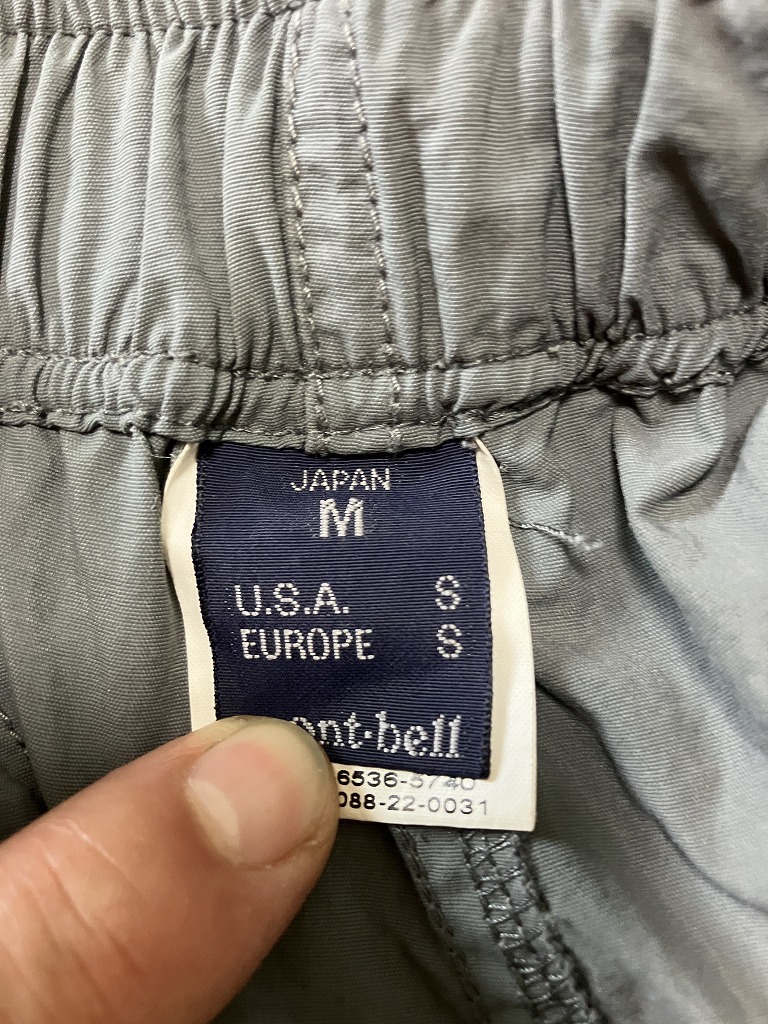 JAPAN
M
U.S.A. S
EUROPE S
ont·bell
6536-5740
088-22-0031